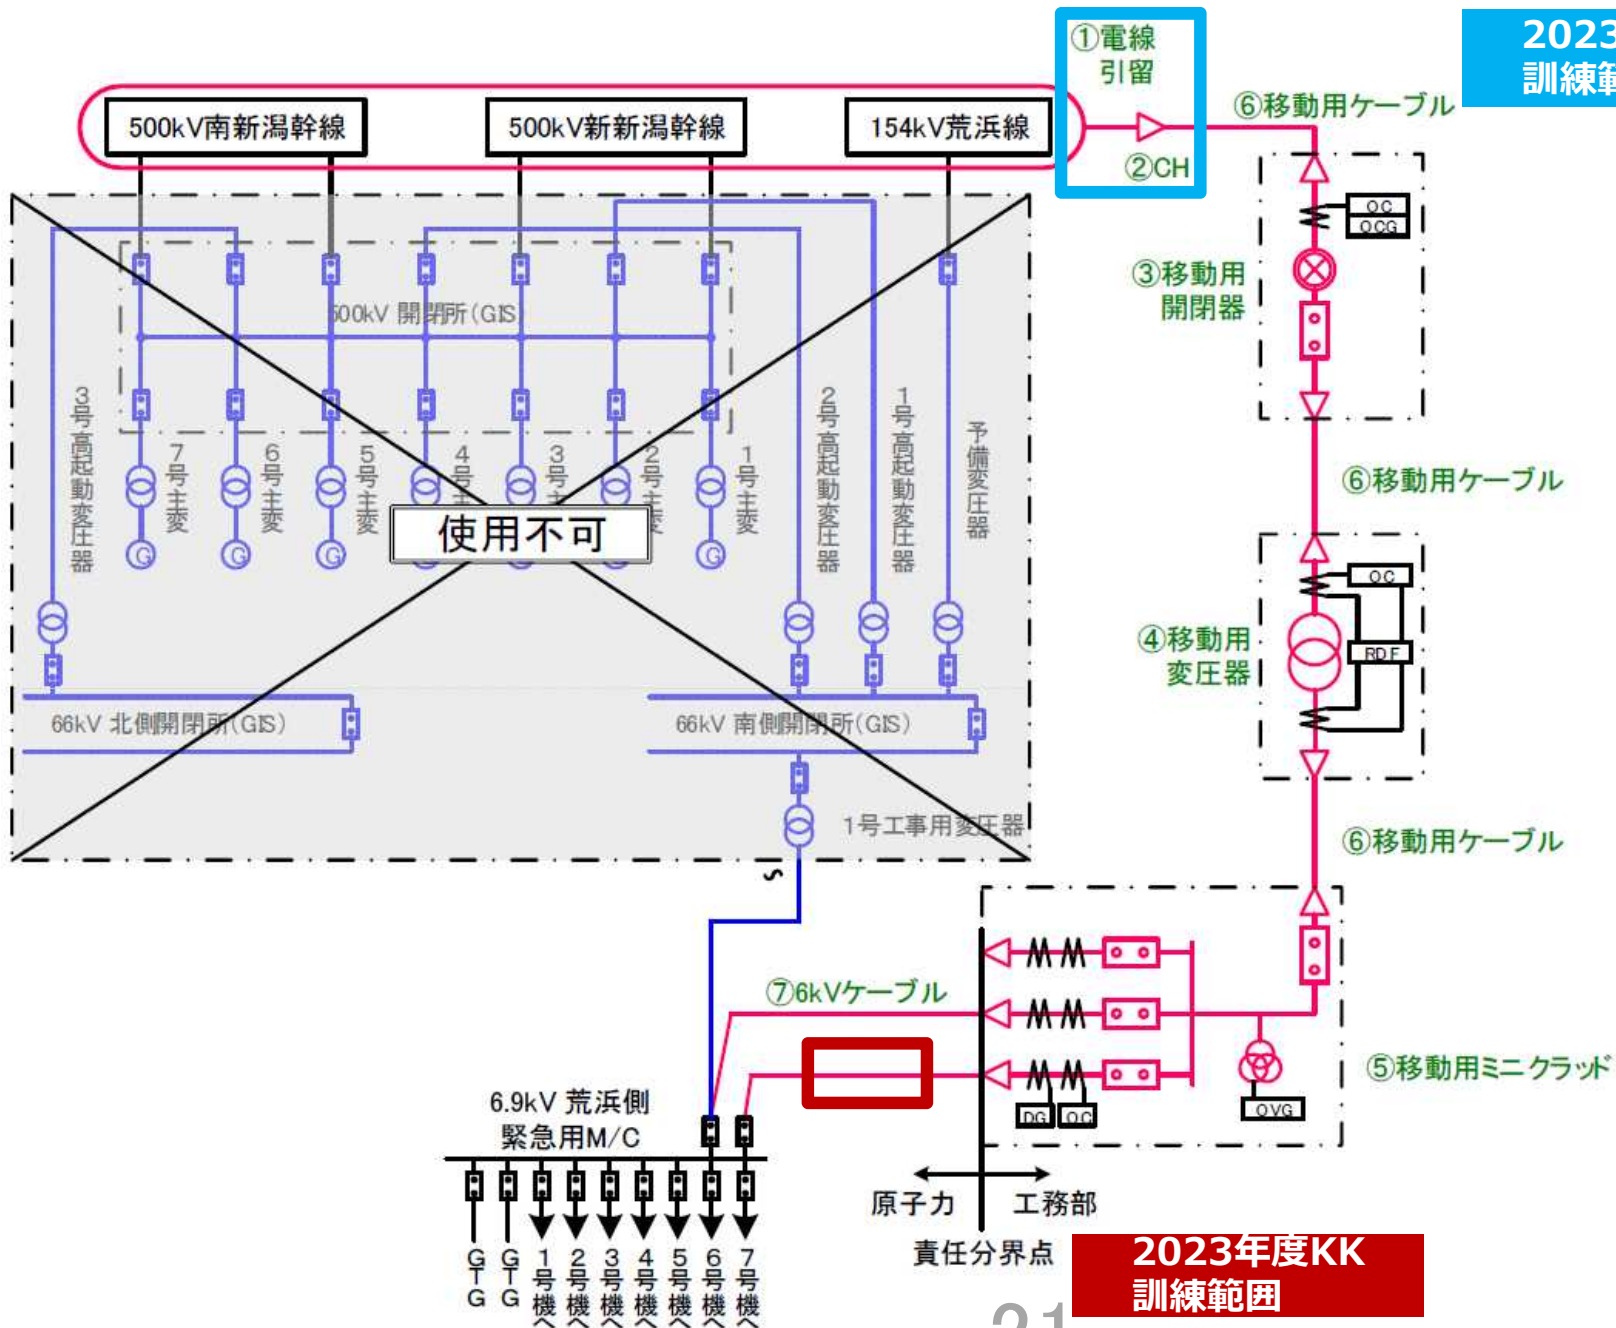 ①電線
引留
2023
訓練範
500kV南新潟幹線
500kV新新潟幹線
154kV荒浜線
⑥移動用ケーブル
②CH
OC
OCG
③移動用
開閉器
500kV 開閉所(GIS)
3号高起動変圧器
7号主変
6号主変
5号主変
4号主
3号主
2号主変
1号主変
2号高起動変圧器
1号高起動変圧器
予備変圧器
⑥移動用ケーブル
使用不可
G
G
G
G
OC
④移動用
変圧器
RDF
66kV 北側開閉所(GIS)
66kV 南側開閉所(GIS)
1号工事用変圧器
⑥移動用ケーブル
⑦6kVケーブル
⑤移動用ミニクラッド
6.9kV 荒浜側
緊急用M/C
DG
OC
OVG
原子力
工務部
責任分界点
GTG
GTG
1号機へ
2号機へ
3号機へ
4号機へ
5号機へ
6号機へ
7号機へ
2023年度KK
訓練範囲
21